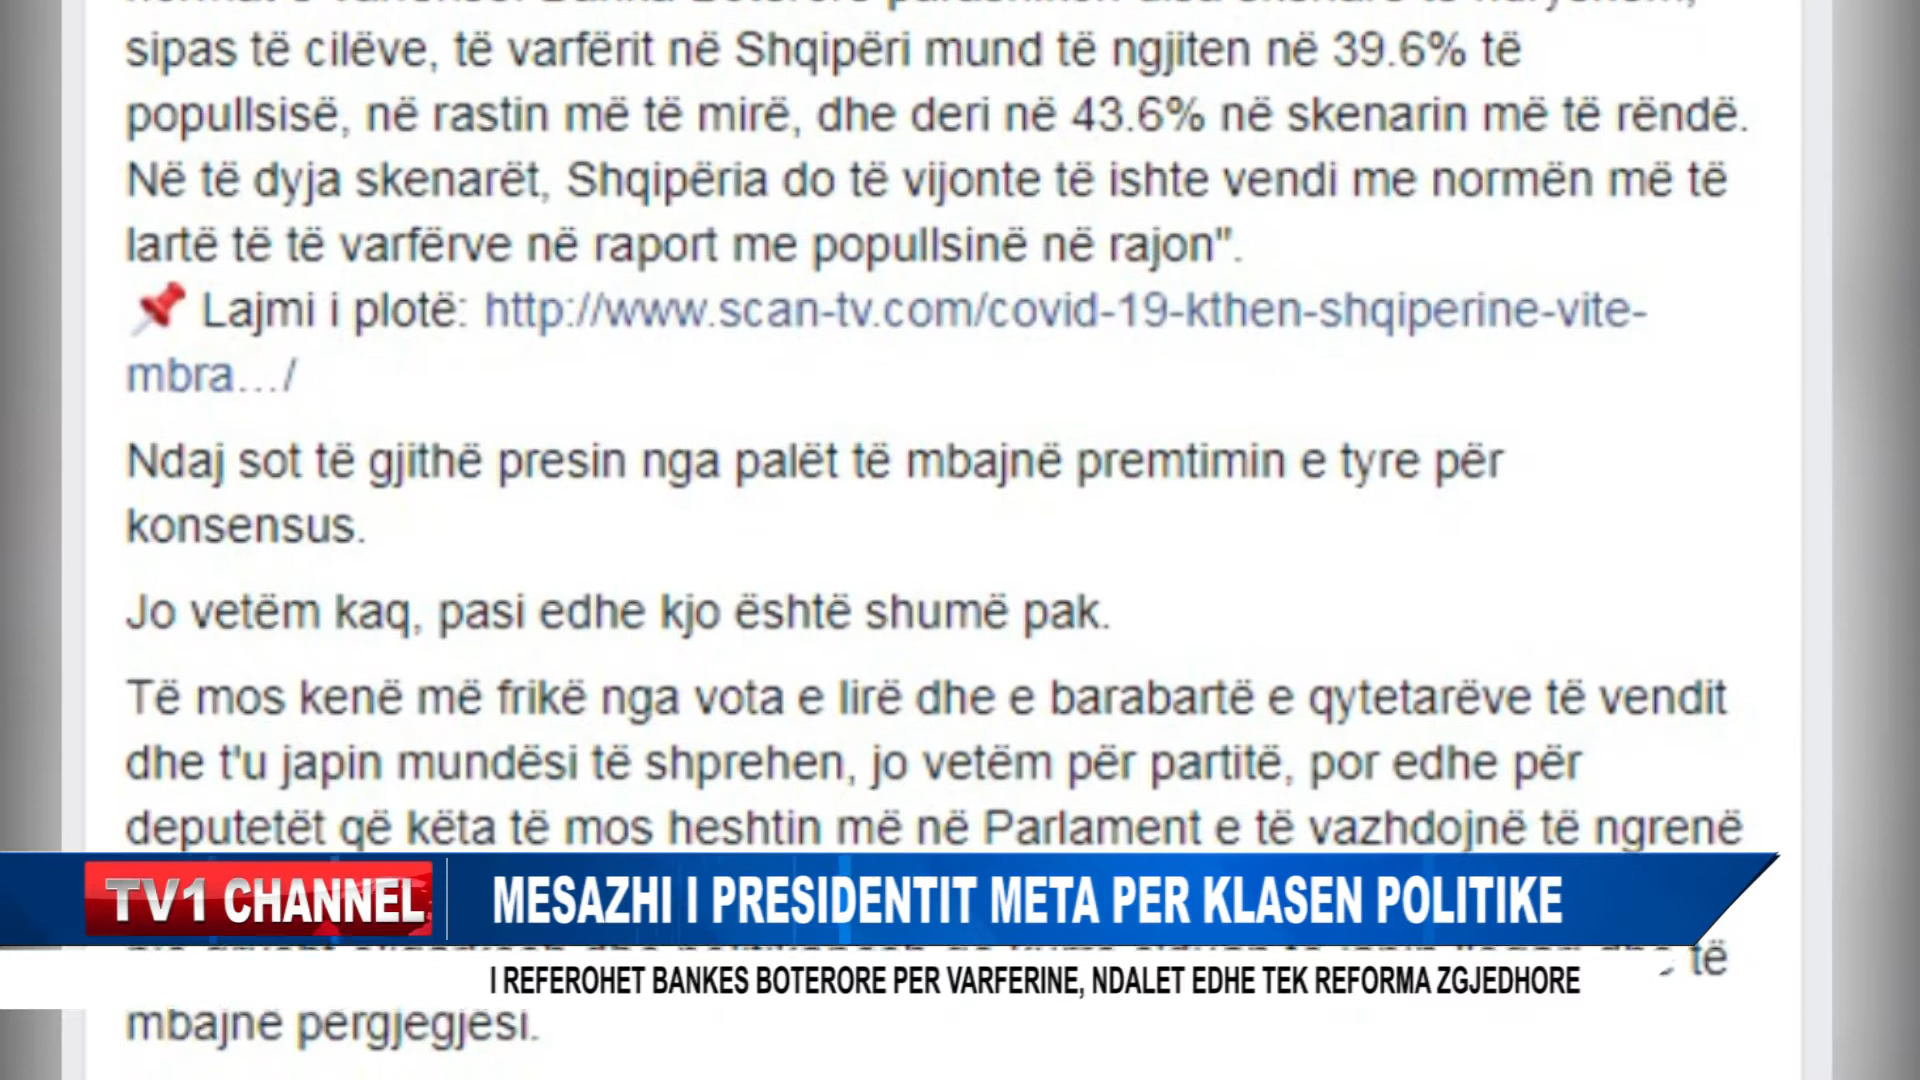 sipas të cilëve, të varfërit në Shqipëri mund të ngjiten në 39.6% të
popullsisë, në rastin më të mirë, dhe deri në 43.6% në skenarin më të rëndë.
Në të dyja skenarët, Shqipëria do të vijonte të ishte vendi me normën më të
lartë të të varfërve në raport me popullsinë në rajon".
📌 Lajmi i plotë: http://www.scan-tv.com/covid-19-kthen-shqiperine-vite-
mbra.../
Ndaj sot të gjithë presin nga palët të mbajnë premtimin e tyre për
konsensus.
Jo vetëm kaq, pasi edhe kjo është shumë pak.
Të mos kenë më frikë nga vota e lirë dhe e barabartë e qytetarëve të vendit
dhe t'u japin mundësi të shprehen, jo vetëm për partitë, por edhe për
deputetët që këta të mos heshtin më në Parlament e të vazhdojnë të ngrenë
TV1 CHANNEL
MESAZHI I PRESIDENTIT META PER KLASEN POLITIKE
të
I REFEROHET BANKES BOTERORE PER VARFERINE, NDALET EDHE TEK REFORMA ZGJEDHORE
mbajnë përgjegjësi.